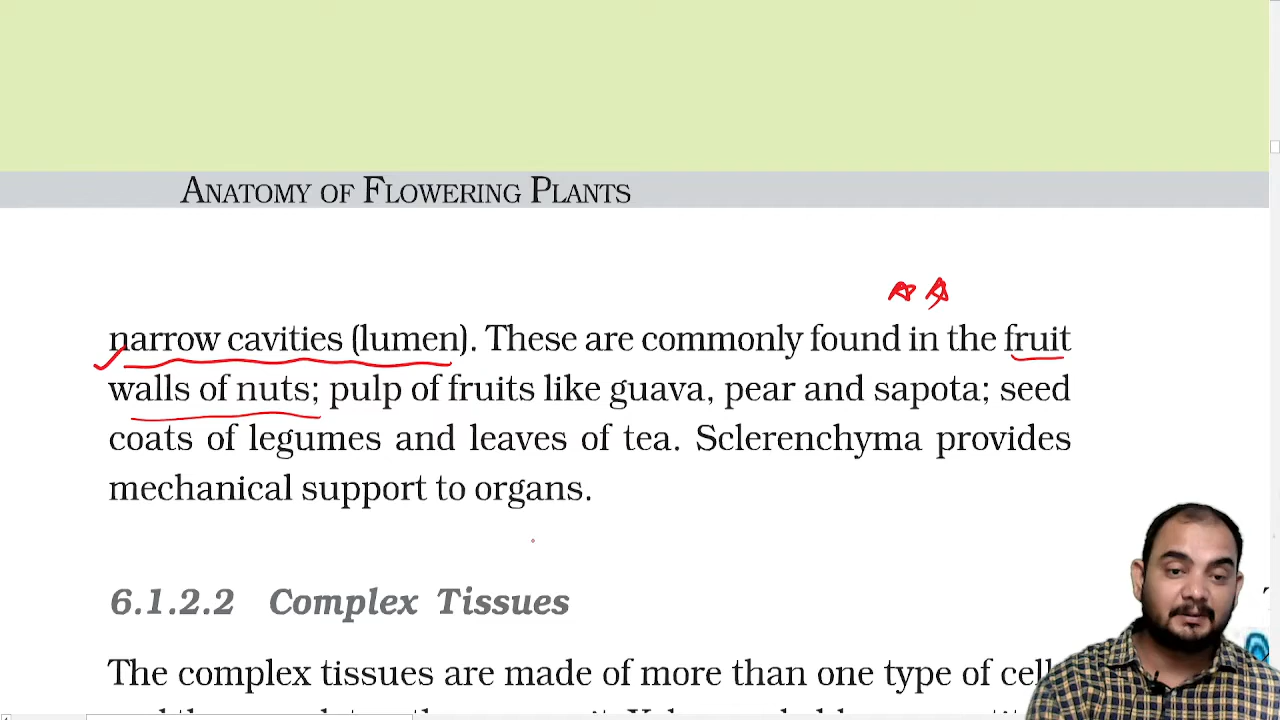 ANATOMY OF FLOWERING PLANTS
narrow cavities (lumen). These are commonly found in the fruit
walls of nuts; pulp of fruits like guava, pear and sapota; seed
coats of legumes and leaves of tea. Sclerenchyma provides
mechanical support to organs.
6.1.2.2 Complex Tissues
The complex tissues are made of more than one type of